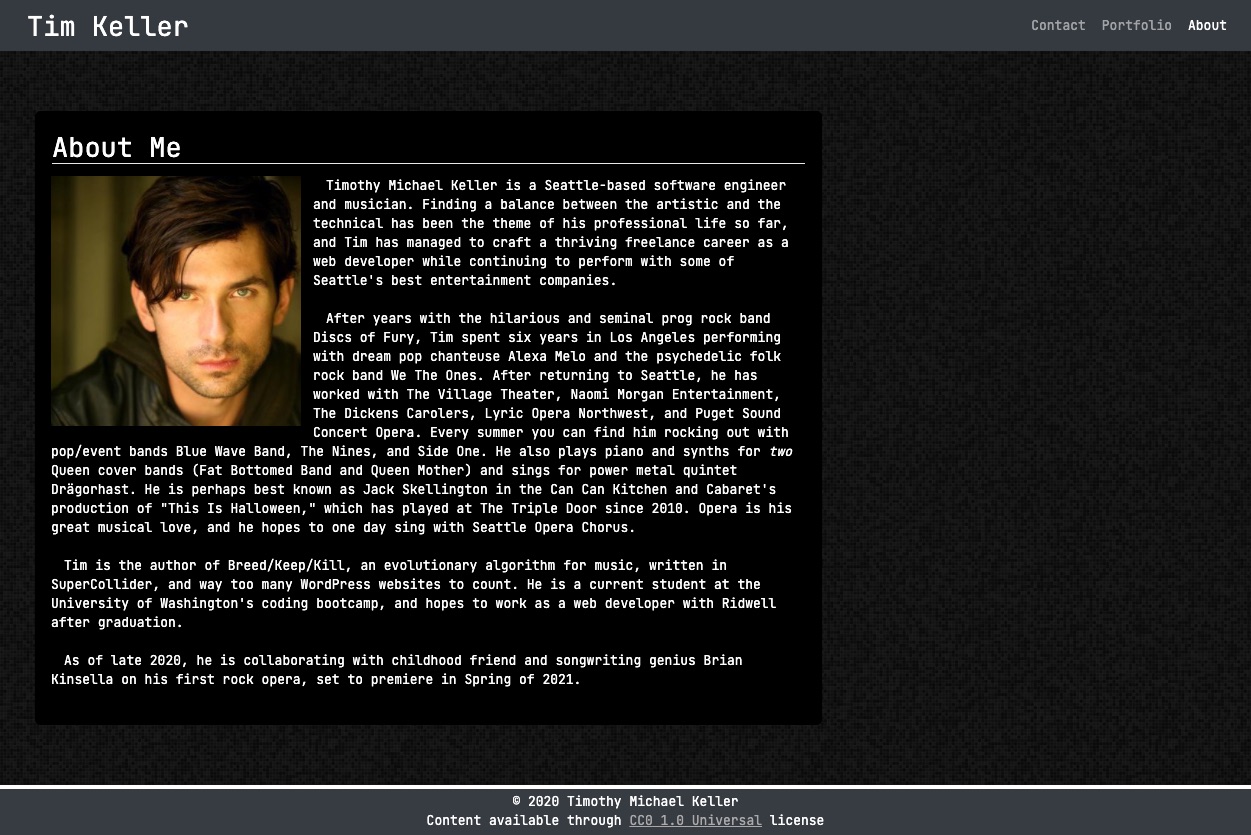 Tim Keller
Contact Portfolio About
About Me
Timothy Michael Keller is a Seattle-based software engineer
and musician. Finding a balance between the artistic and the
technical has been the theme of his professional life so far,
and Tim has managed to craft a thriving freelance career as a
web developer while continuing to perform with some of
Seattle's best entertainment companies.
After years with the hilarious and seminal prog rock band
Discs of Fury, Tim spent six years in Los Angeles performing
with dream pop chanteuse Alexa Melo and the psychedelic folk
rock band We The Ones. After returning to Seattle, he has
worked with The Village Theater, Naomi Morgan Entertainment,
The Dickens Carolers, Lyric Opera Northwest, and Puget Sound
Concert Opera. Every summer you can find him rocking out with
pop/event bands Blue Wave Band, The Nines, and Side One. He also plays piano and synths for two
Queen cover bands (Fat Bottomed Band and Queen Mother) and sings for power metal quintet
Drägorhast. He is perhaps best known as Jack Skellington in the Can Can Kitchen and Cabaret's
production of "This Is Halloween," which has played at The Triple Door since 2010. Opera is his
great musical love, and he hopes to one day sing with Seattle Opera Chorus.
Tim is the author of Breed/Keep/Kill, an evolutionary algorithm for music, written in
SuperCollider, and way too many WordPress websites to count. He is a current student at the
University of Washington's coding bootcamp, and hopes to work as a web developer with Ridwell
after graduation.
As of late 2020, he is collaborating with childhood friend and songwriting genius Brian
Kinsella on his first rock opera, set to premiere in Spring of 2021.
© 2020 Timothy Michael Keller
Content available through CC0 1.0 Universal license